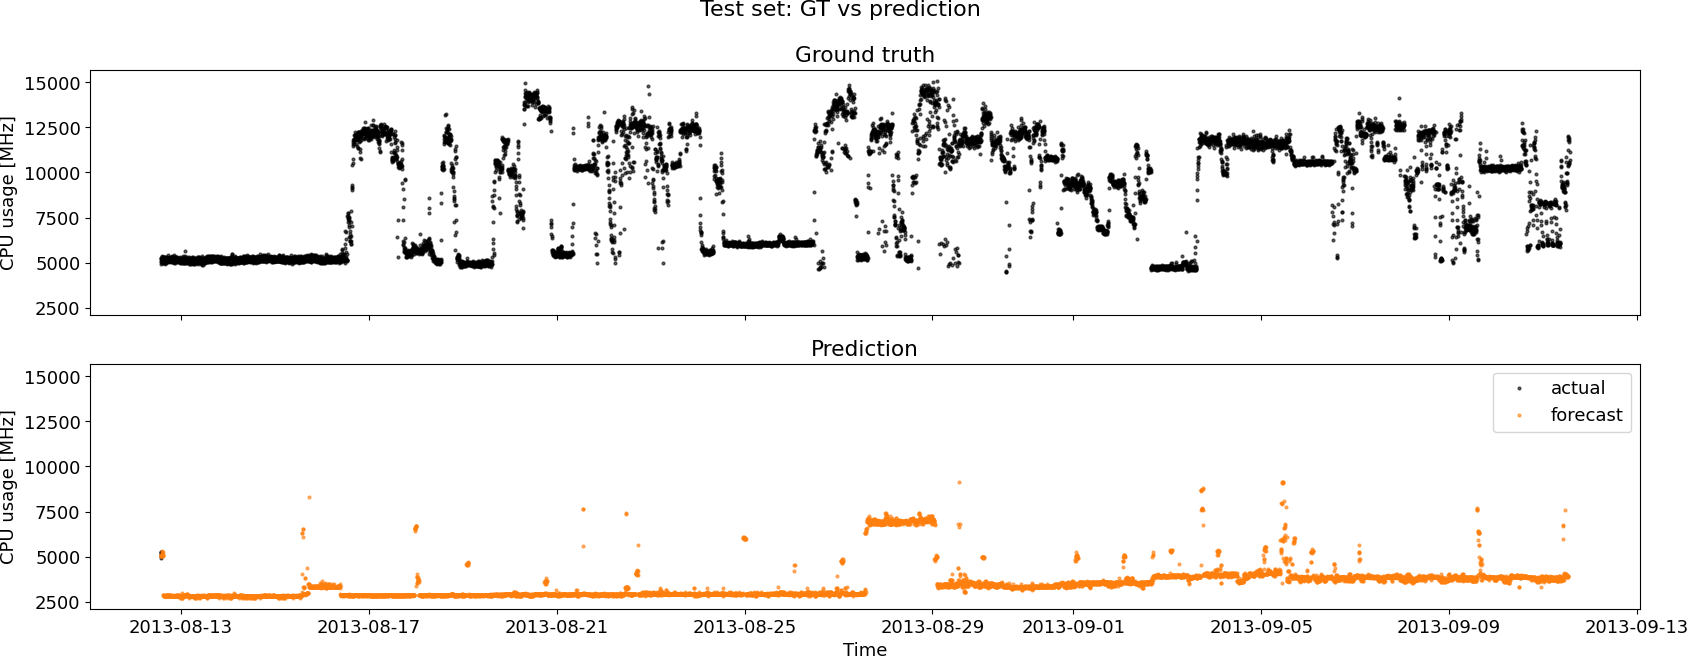 Test set: GT vs prediction
Ground truth
CPU usage [MHz]
15000
12500
10000
7500
5000
2500
Prediction
CPU usage [MHz]
15000
12500
10000
7500
5000
2500
actual
forecast
2013-08-13 2013-08-17 2013-08-21 2013-08-25 2013-08-29 2013-09-01 2013-09-05 2013-09-09 2013-09-13
Time